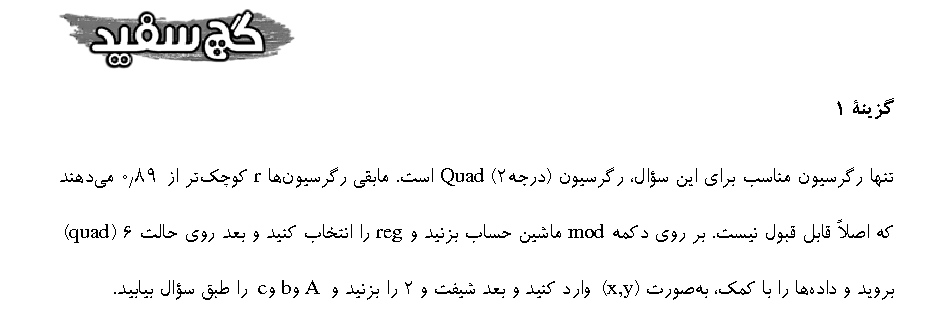 گچ سفید
گزینهٔ ۱
تنها رگرسیون مناسب برای این سؤال، رگرسیون (درجه۲) Quad است. مابقی رگرسیون‌ها r کوچک‌تر از ۰٫۸۹ می‌دهند
که اصلاً قابل قبول نیست. بر روی دکمه mod ماشین حساب بزنید و reg را انتخاب کنید و بعد روی حالت ۶ (quad)
بروید و داده‌ها را با کمک، به‌صورت (x,y) وارد کنید و بعد شیفت و ۲ را بزنید و A وb وc را طبق سؤال بیابید.